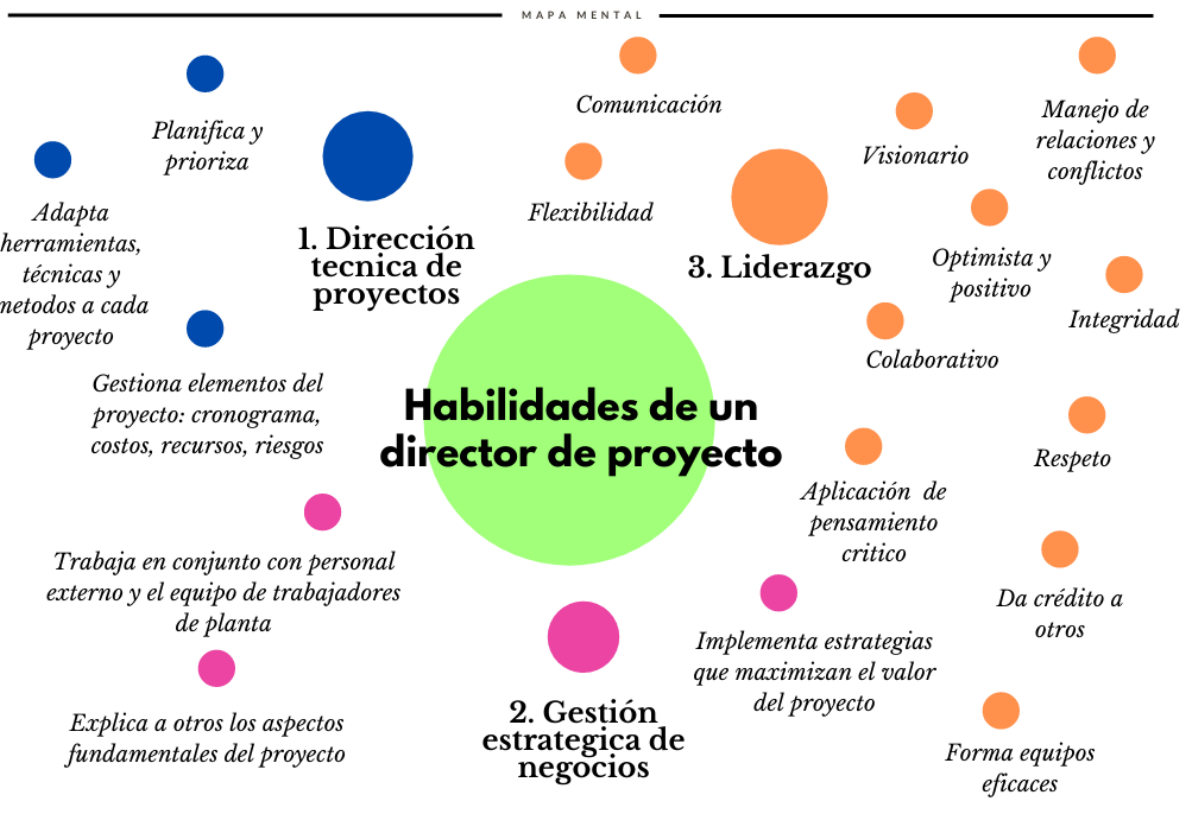 MAPA MENTAL
Planifica y
prioriza
Adapta
herramientas,
técnicas y
metodos a cada
proyecto
Gestiona elementos del
proyecto: cronograma,
costos, recursos, riesgos
1. Dirección
tecnica de
proyectos
Comunicación
Flexibilidad
3. Liderazgo
Visionario
Manejo de
relaciones y
conflictos
Optimista y
positivo
Integridad
Colaborativo
Habilidades de un
director de proyecto
Respeto
Aplicación de
pensamiento
critico
Da crédito a
otros
Forma equipos
eficaces
Trabaja en conjunto con personal
externo y el equipo de trabajadores
de planta
Explica a otros los aspectos
fundamentales del proyecto
2. Gestión
estrategica de
negocios
Implementa estrategias
que maximizan el valor
del proyecto